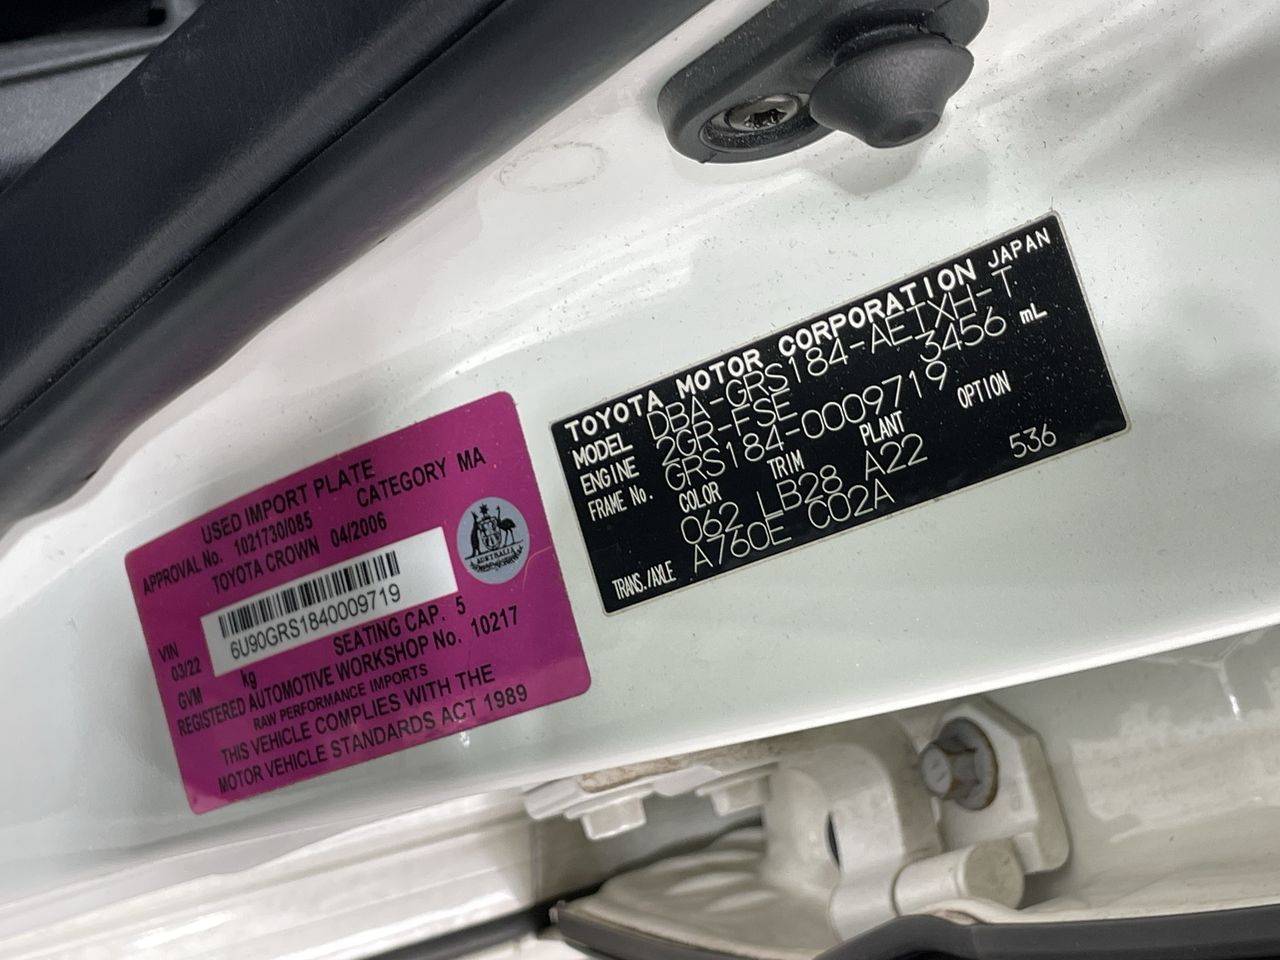 USED IMPORT PLATE
APPROVAL No. 1021730/085 CATEGORY MA
TOYOTA CROWN 04/2006
VIN 6U90GRS1840009719
03/22
GVM kg SEATING CAP. 5
REGISTERED AUTOMOTIVE WORKSHOP No. 10217
RAW PERFORMANCE IMPORTS
THIS VEHICLE COMPLIES WITH THE
MOTOR VEHICLE STANDARDS ACT 1989
AUSTRALIA
TOYOTA MOTOR CORPORATION JAPAN
MODEL DBA-GRS184-AETXH-T
ENGINE 2GR-FSE 3456 mL
FRAME No. GRS184-0009719
COLOR TRIM PLANT OPTION
062 LB28 A22 536
TRANS./AXLE A760E C02A